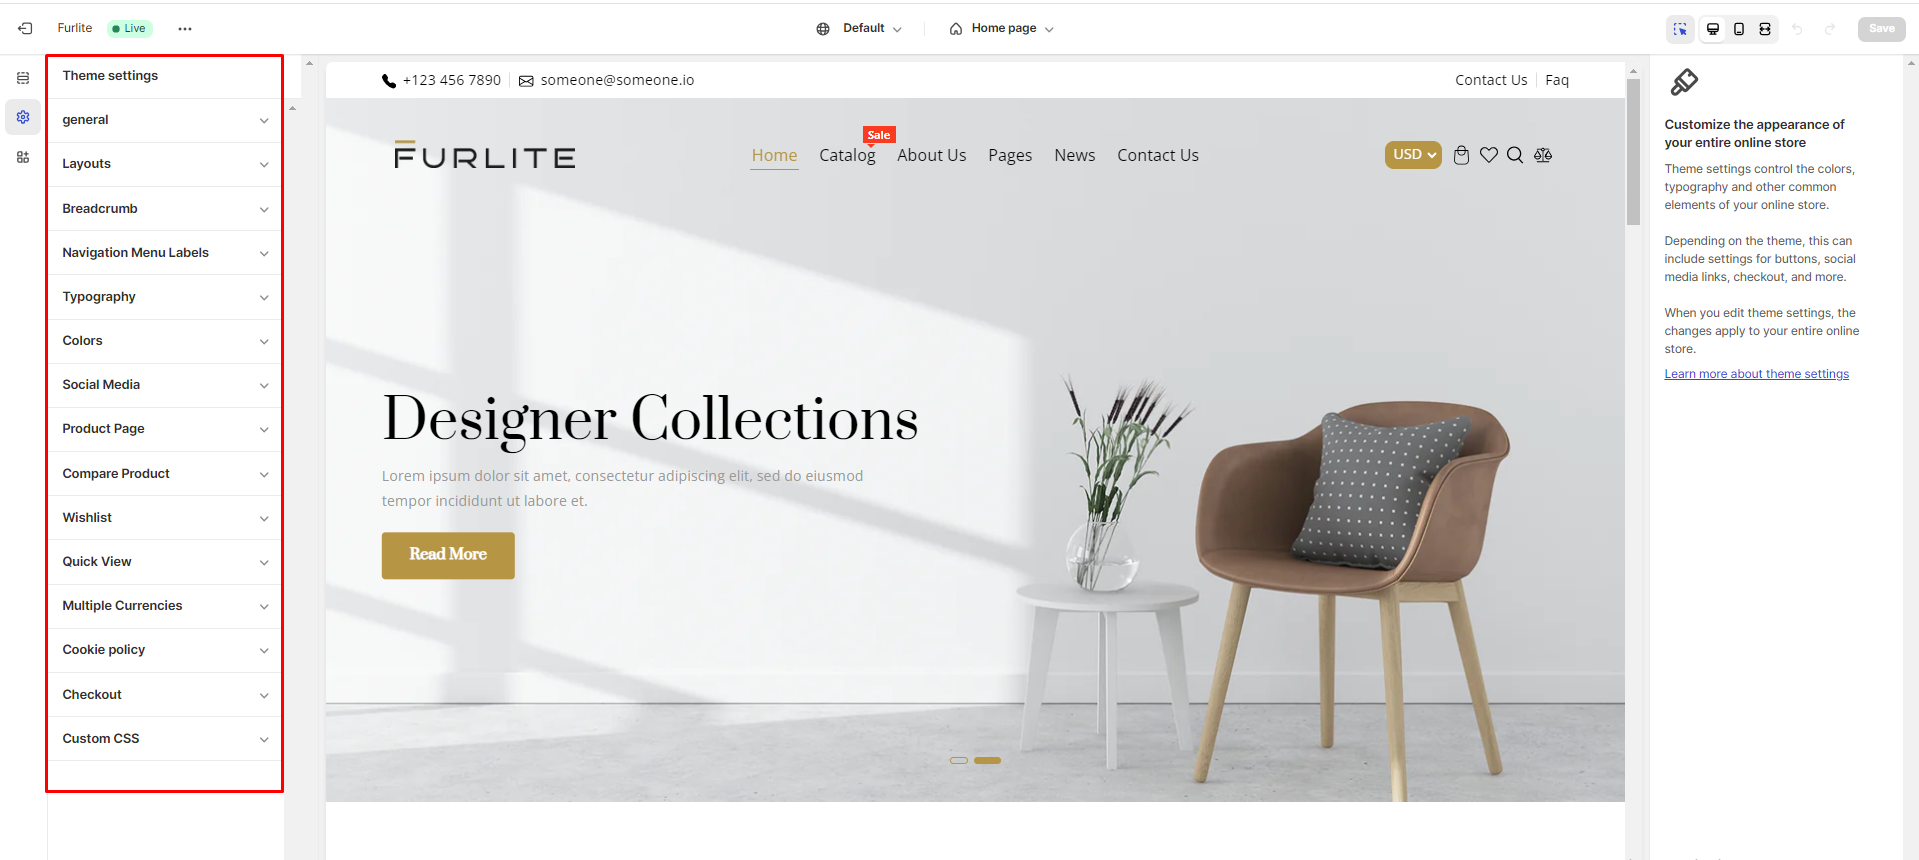 Furlite
Live
Default
Home page
Save
Theme settings
general
Layouts
Breadcrumb
Navigation Menu Labels
Typography
Colors
Social Media
Product Page
Compare Product
Wishlist
Quick View
Multiple Currencies
Cookie policy
Checkout
Custom CSS
+123 456 7890
someone@someone.io
Contact Us
Faq
FURLITE
Home
Catalog
Sale
About Us
Pages
News
Contact Us
USD
Designer Collections
Lorem ipsum dolor sit amet, consectetur adipiscing elit, sed do eiusmod
tempor incididunt ut labore et.
Read More
Customize the appearance of
your entire online store
Theme settings control the colors,
typography and other common
elements of your online store.
Depending on the theme, this can
include settings for buttons, social
media links, checkout, and more.
When you edit theme settings, the
changes apply to your entire online
store.
Learn more about theme settings